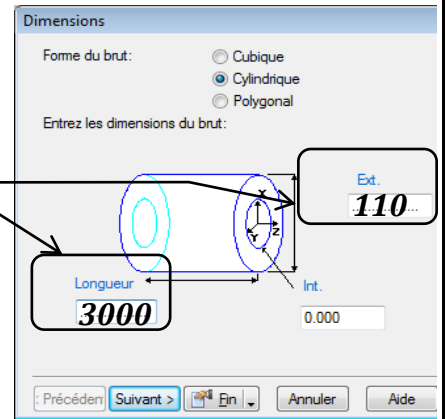 Dimensions
Forme du brut:
Cubique
Cylindrique
Polygonal
Entrez les dimensions du brut:
Ext.
110
X
Y
Z
Longueur
3000
Int.
0.000
: Précéden
Suivant >
Fin
Annuler
Aide